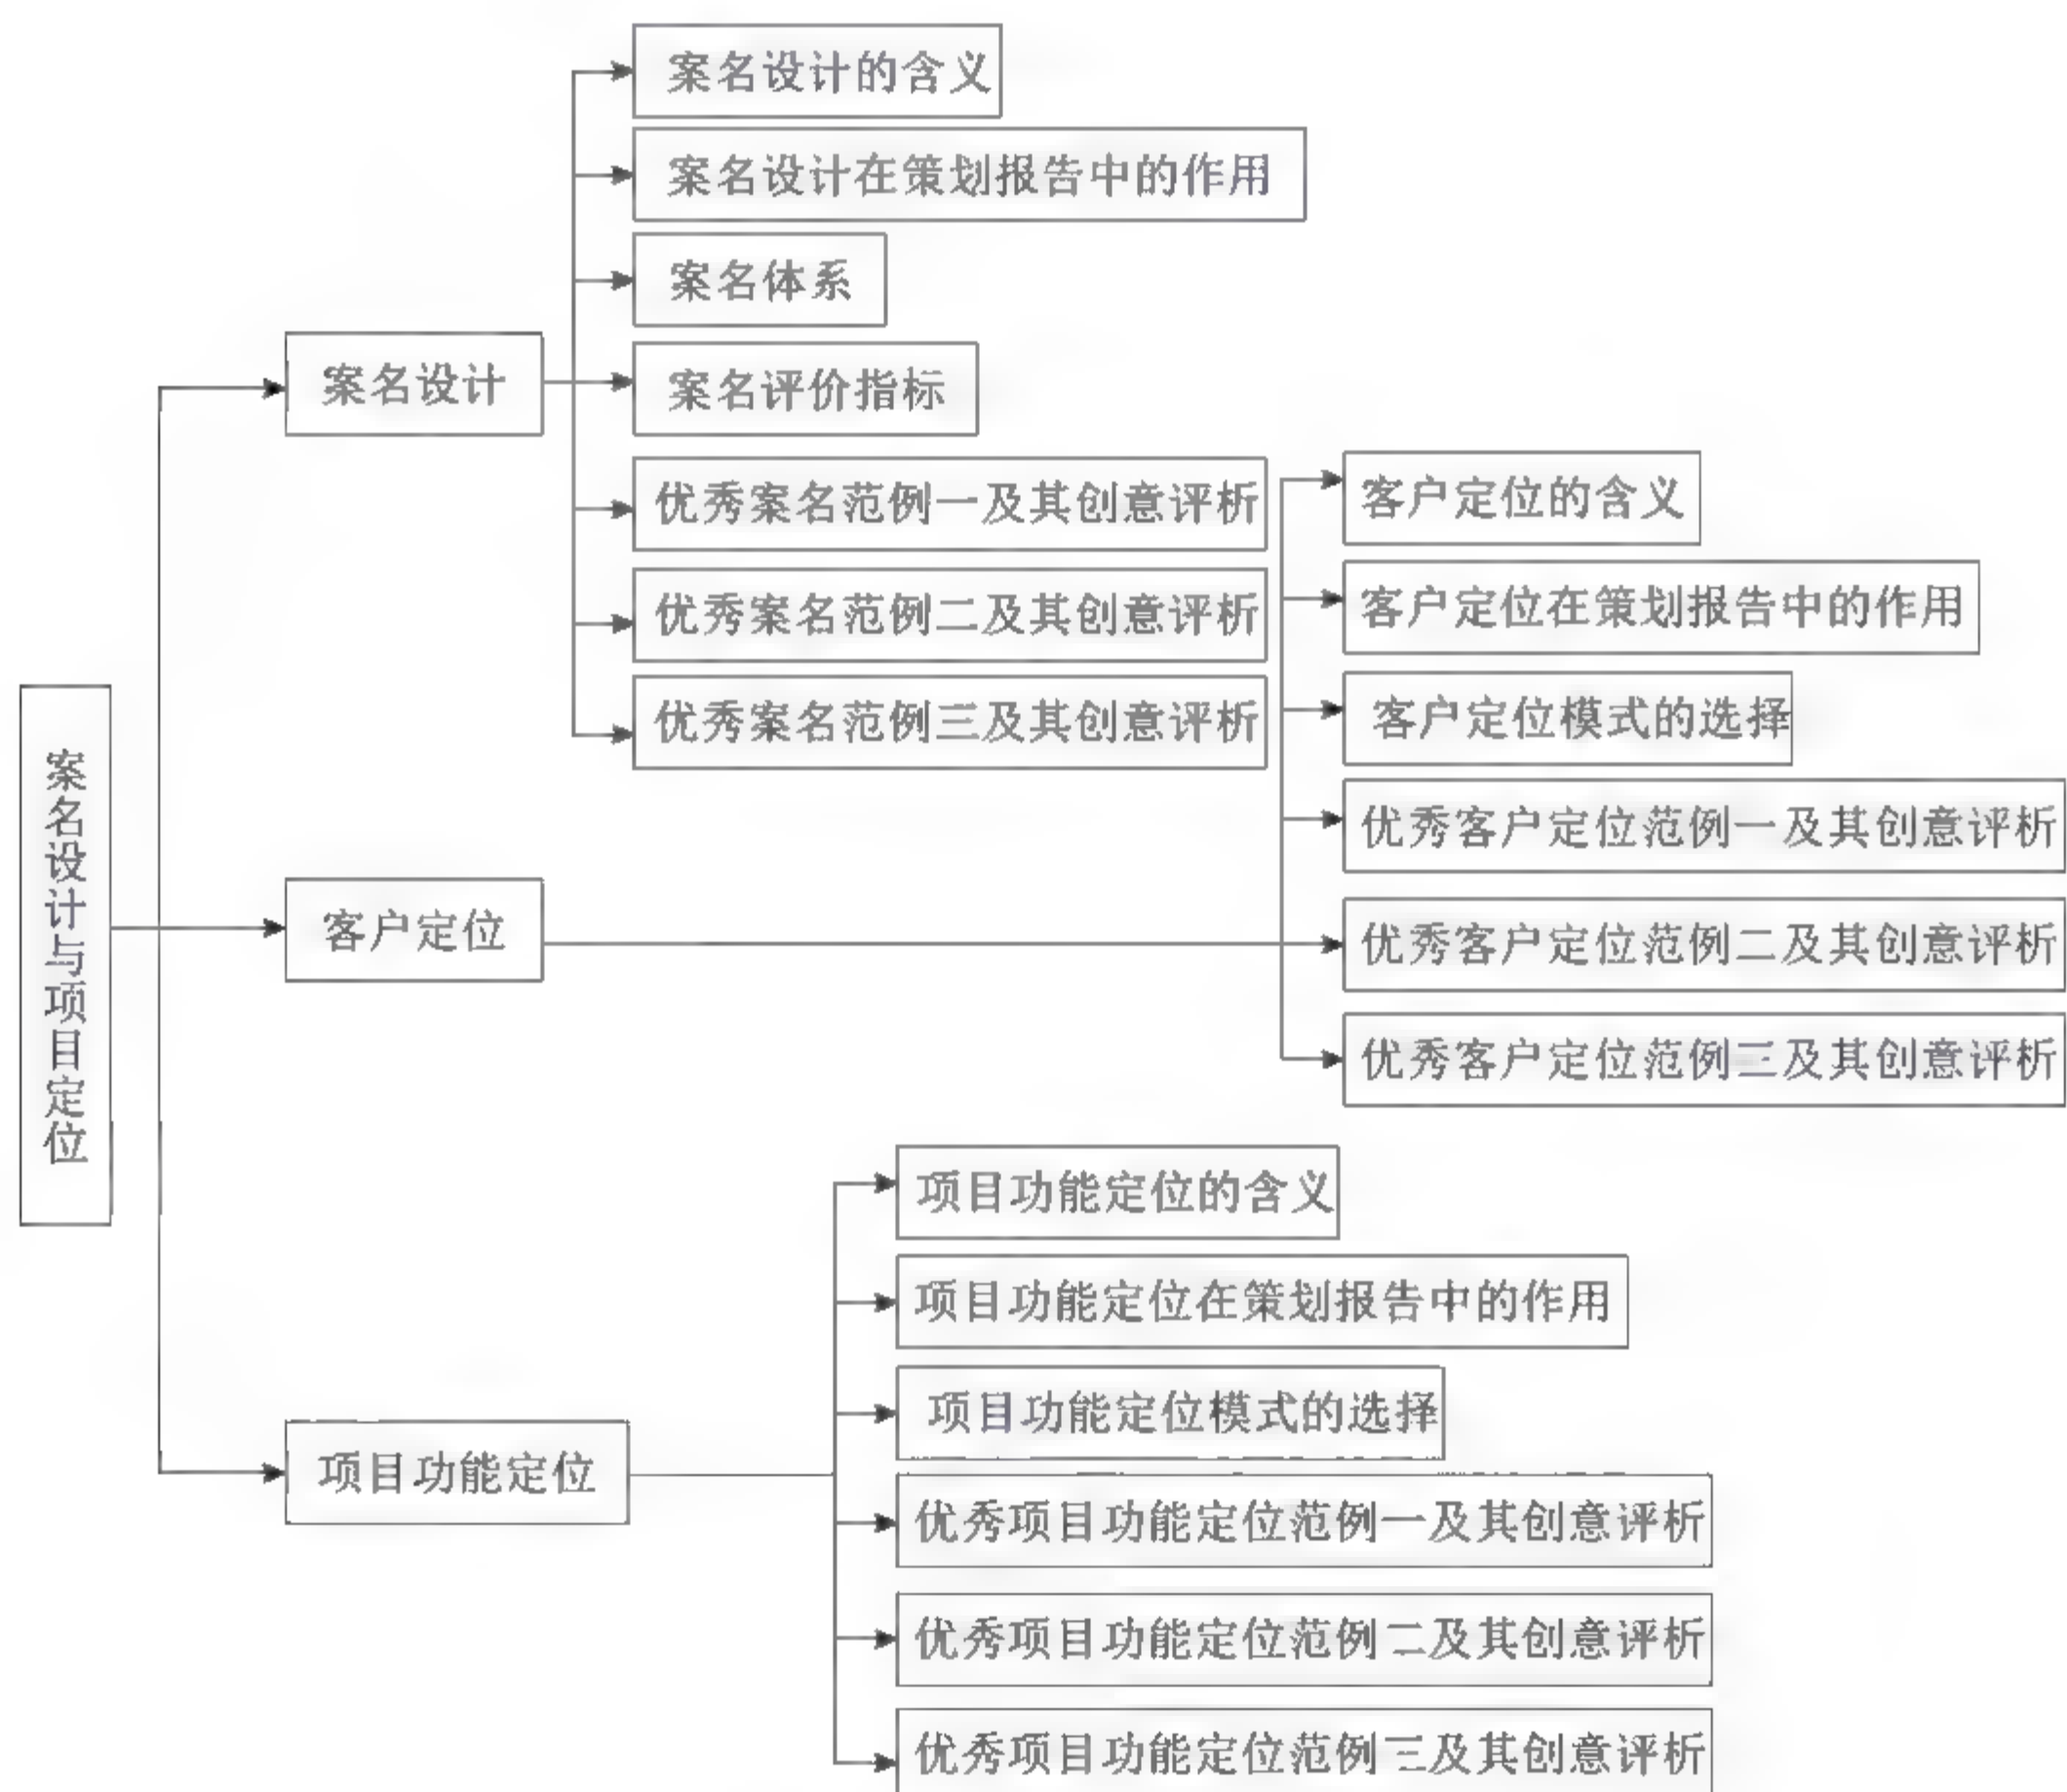 案名设计与项目定位
案名设计
案名设计的含义
案名设计在策划报告中的作用
案名体系
案名评价指标
优秀案名范例一及其创意评析
优秀案名范例二及其创意评析
优秀案名范例三及其创意评析
客户定位
客户定位的含义
客户定位在策划报告中的作用
客户定位模式的选择
优秀客户定位范例一及其创意评析
优秀客户定位范例二及其创意评析
优秀客户定位范例三及其创意评析
项目功能定位
项目功能定位的含义
项目功能定位在策划报告中的作用
项目功能定位模式的选择
优秀项目功能定位范例一及其创意评析
优秀项目功能定位范例二及其创意评析
优秀项目功能定位范例三及其创意评析